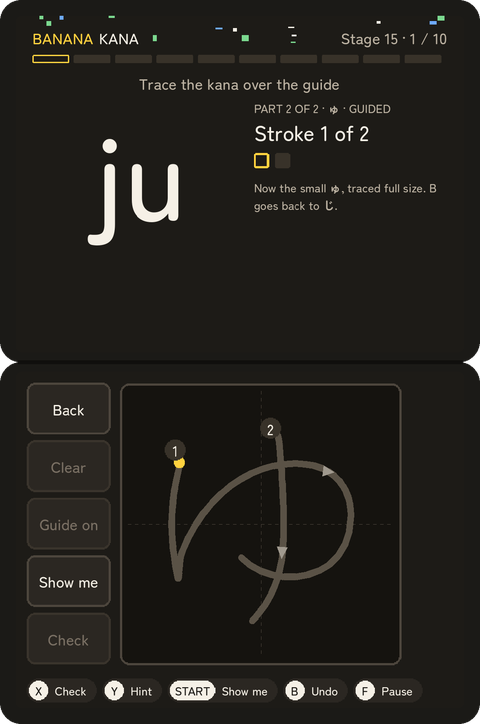 BANANA KANA
Stage 15 · 1 / 10
Trace the kana over the guide
PART 2 OF 2 · ゅ · GUIDED
Stroke 1 of 2
ju
Now the small ゅ, traced full size. B
goes back to じ.
Back
Clear
Guide on
Show me
Check
1
2
ゆ
X Check
Y Hint
START Show me
B Undo
F Pause